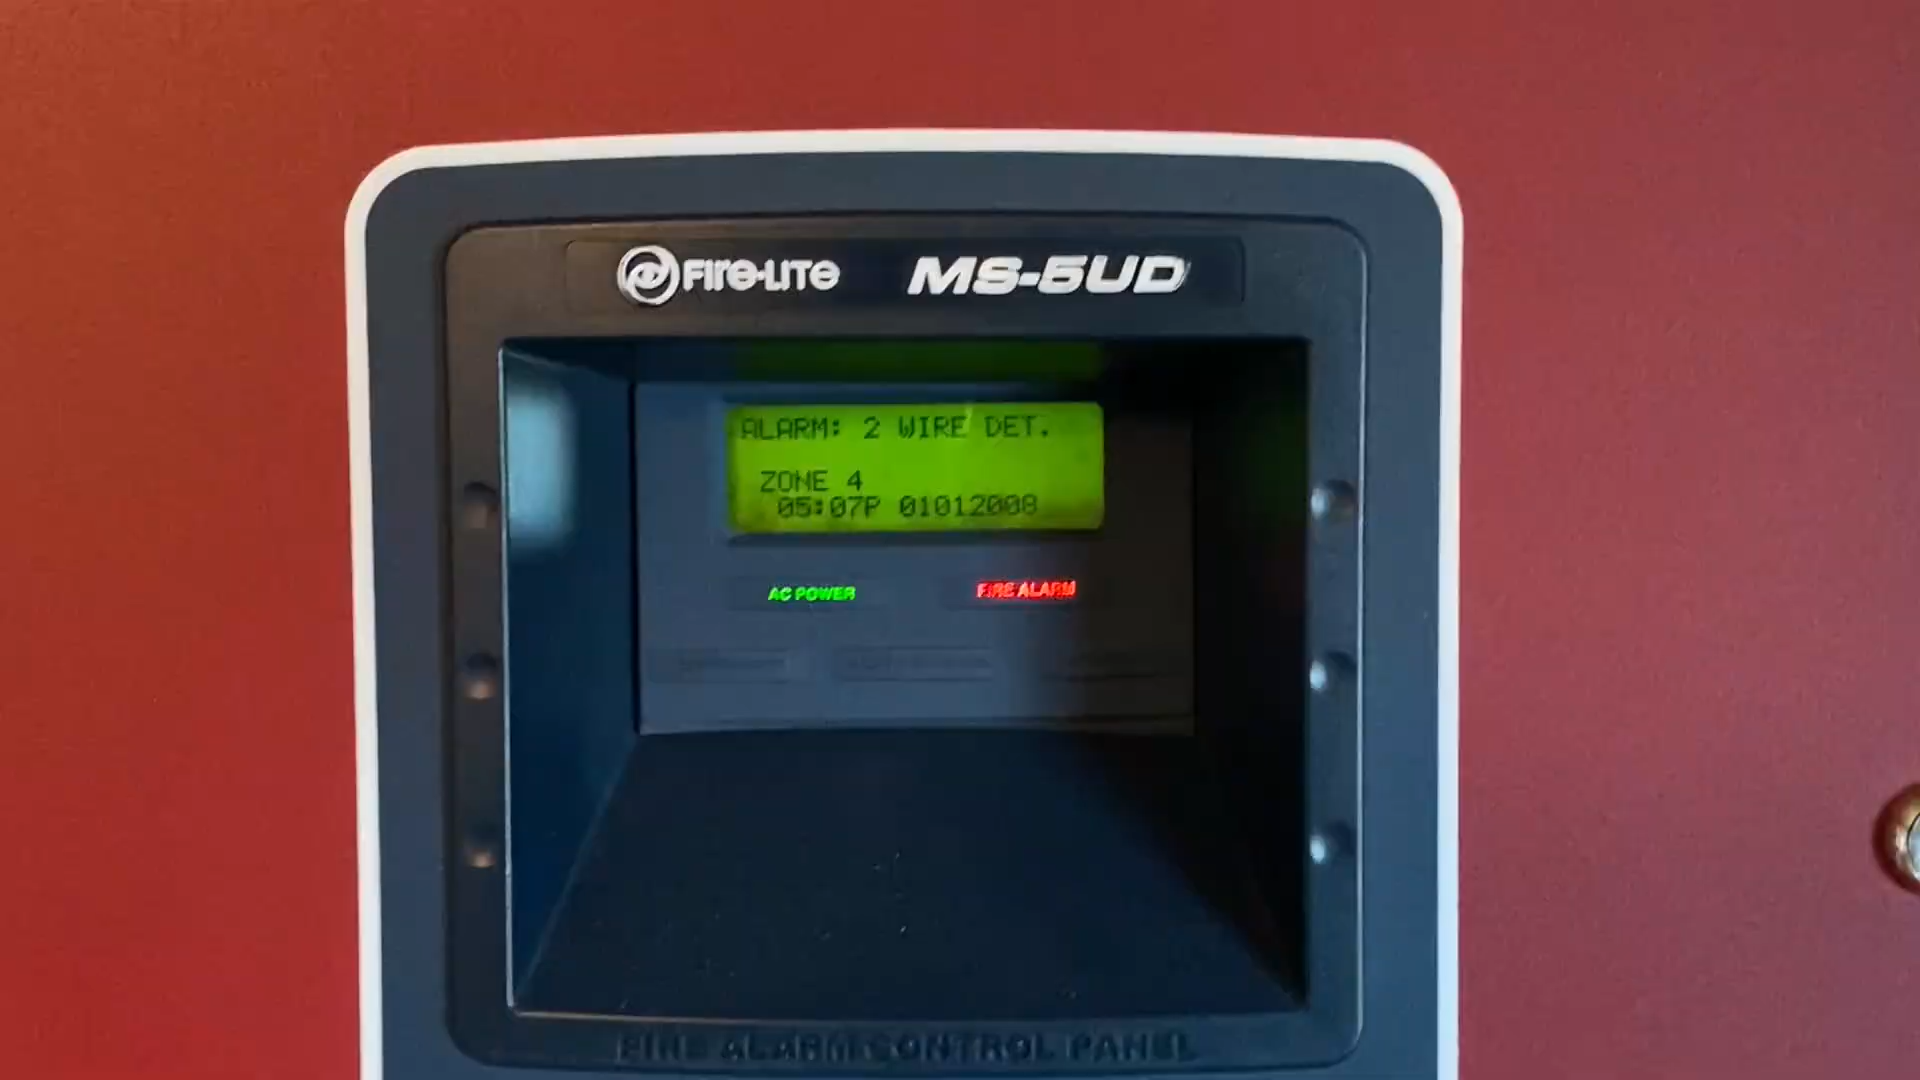 FIRE-LITE MS-5UD
ALARM: 2 WIRE DET.
ZONE 4
05:07P 01012008
AC POWER FIRE ALARM
FIRE ALARM CONTROL PANEL